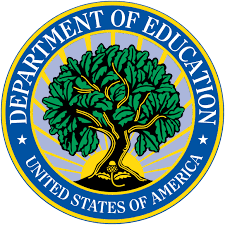 DEPARTMENT OF EDUCATION
UNITED STATES OF AMERICA